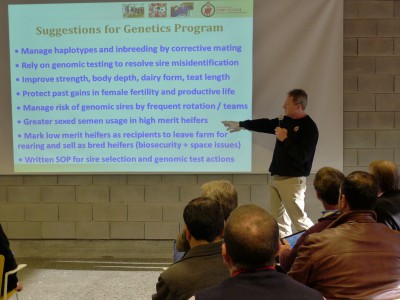 Suggestions for Genetics Program
• Manage haplotypes and inbreeding by corrective mating
• Rely on genomic testing to resolve sire misidentification
• Improve strength, body depth, dairy form, teat length
• Protect past gains in female fertility and productive life
• Manage risk of genomic sires by frequent rotation / teams
• Greater sexed semen usage in high merit heifers
• Mark low merit heifers as recipients to leave farm for
rearing and sell as bred heifers (biosecurity + space issues)
• Written SOP for sire selection and genomic test actions